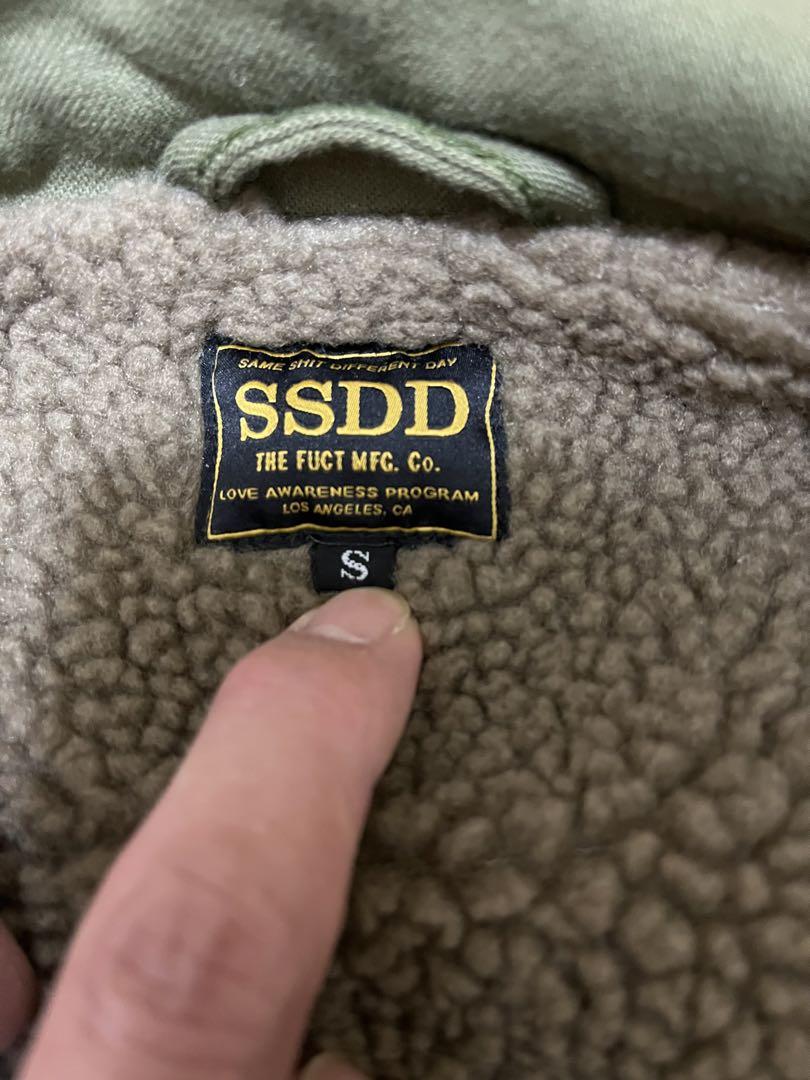 SAME SHIT DIFFERENT DAY
SSDD
THE FUCT MFG. CO.
LOVE AWARENESS PROGRAM
LOS ANGELES, CA
S